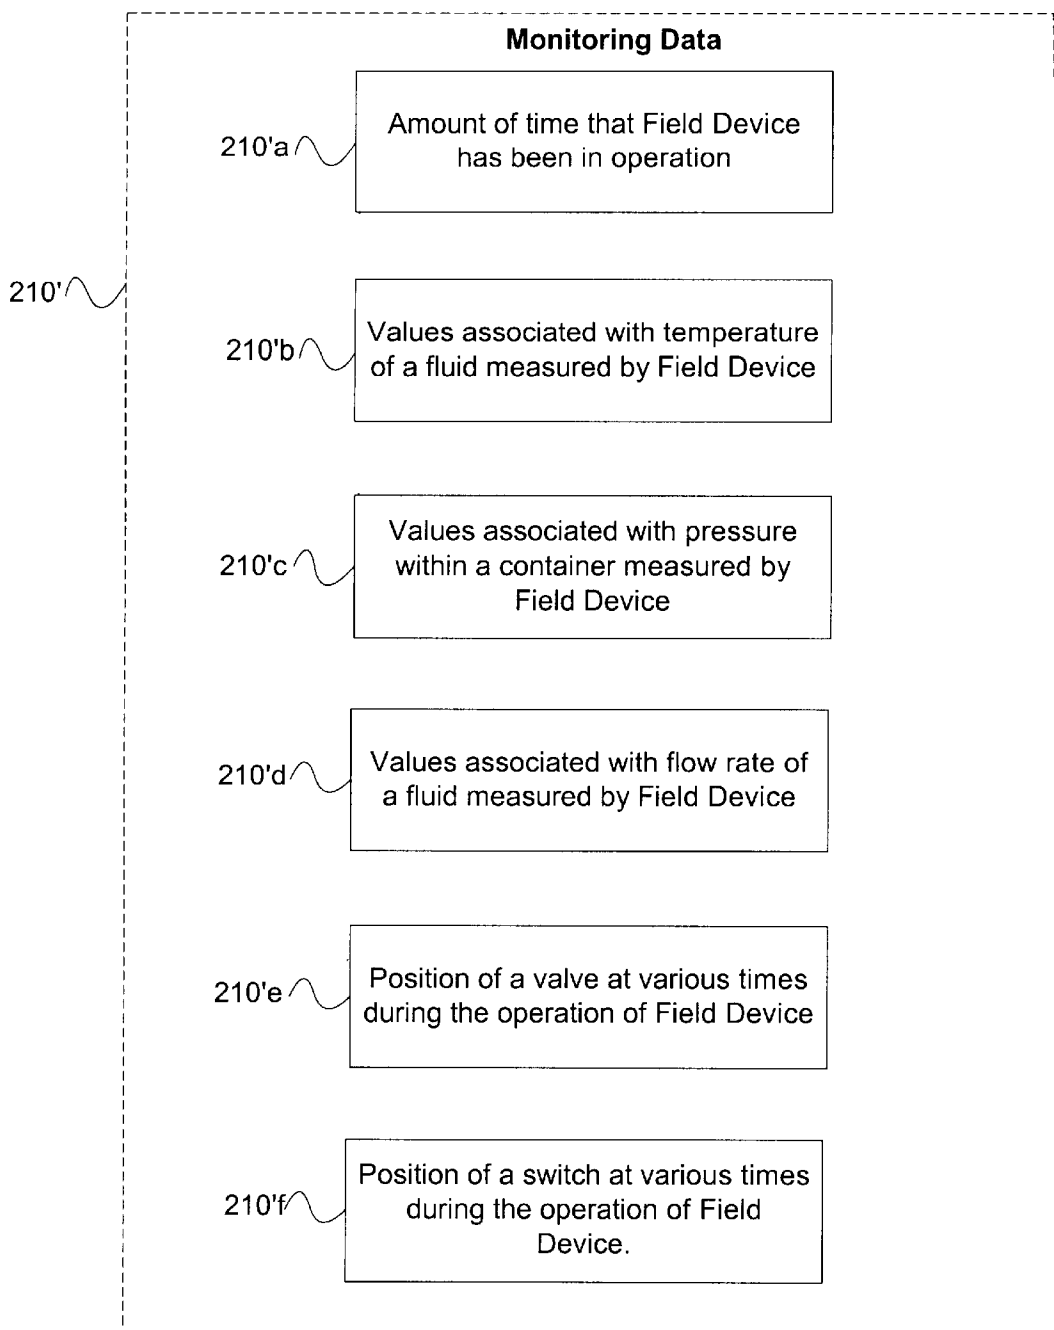 Monitoring Data
210'a
Amount of time that Field Device
has been in operation
210'
210'b
Values associated with temperature
of a fluid measured by Field Device
210'c
Values associated with pressure
within a container measured by
Field Device
210'd
Values associated with flow rate of
a fluid measured by Field Device
210'e
Position of a valve at various times
during the operation of Field Device
210'f
Position of a switch at various times
during the operation of Field
Device.